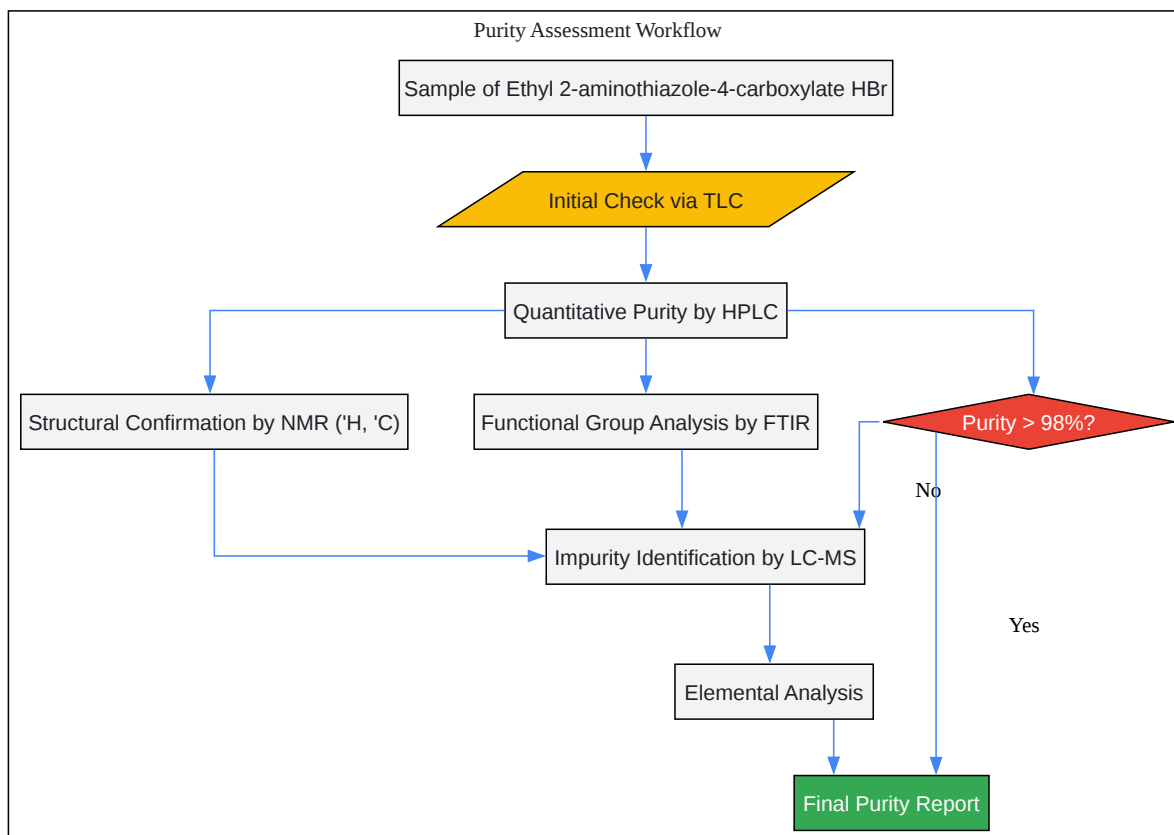 Purity Assessment Workflow
Sample of Ethyl 2-aminothiazole-4-carboxylate HBr
Initial Check via TLC
Quantitative Purity by HPLC
Structural Confirmation by NMR ('H, 'C)
Functional Group Analysis by FTIR
Purity > 98%?
No
Impurity Identification by LC-MS
Yes
Elemental Analysis
Final Purity Report